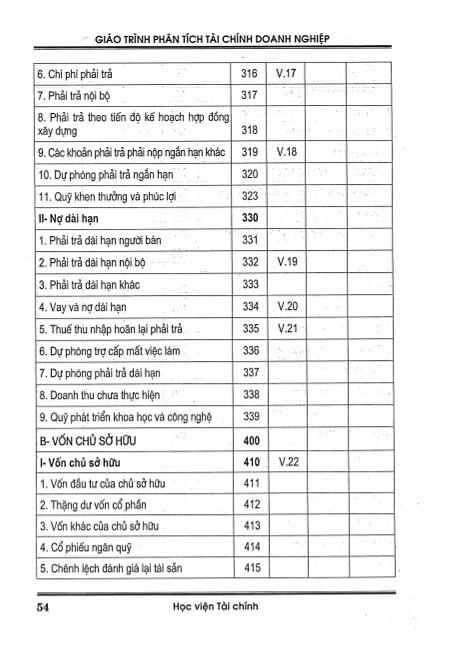 GIÁO TRÌNH PHÂN TÍCH TÀI CHÍNH DOANH NGHIỆP
6. Chi phí phải trả 316 V.17
7. Phải trả nội bộ 317
8. Phải trả theo tiến độ kế hoạch hợp đồng
xây dựng 318
9. Các khoản phải trả phải nộp ngắn hạn khác 319 V.18
10. Dự phòng phải trả ngắn hạn 320
11. Quỹ khen thưởng và phúc lợi 323
II- Nợ dài hạn 330
1. Phải trả dài hạn người bán 331
2. Phải trả dài hạn nội bộ 332 V.19
3. Phải trả dài hạn khác 333
4. Vay và nợ dài hạn 334 V.20
5. Thuế thu nhập hoãn lại phải trả 335 V.21
6. Dự phòng trợ cấp mất việc làm 336
7. Dự phòng phải trả dài hạn 337
8. Doanh thu chưa thực hiện 338
9. Quỹ phát triển khoa học và công nghệ 339
B- VỐN CHỦ SỞ HỮU 400
I- Vốn chủ sở hữu 410 V.22
1. Vốn đầu tư của chủ sở hữu 411
2. Thặng dư vốn cổ phần 412
3. Vốn khác của chủ sở hữu 413
4. Cổ phiếu ngân quỹ 414
5. Chênh lệch đánh giá lại tài sản 415
54 Học viện Tài chính